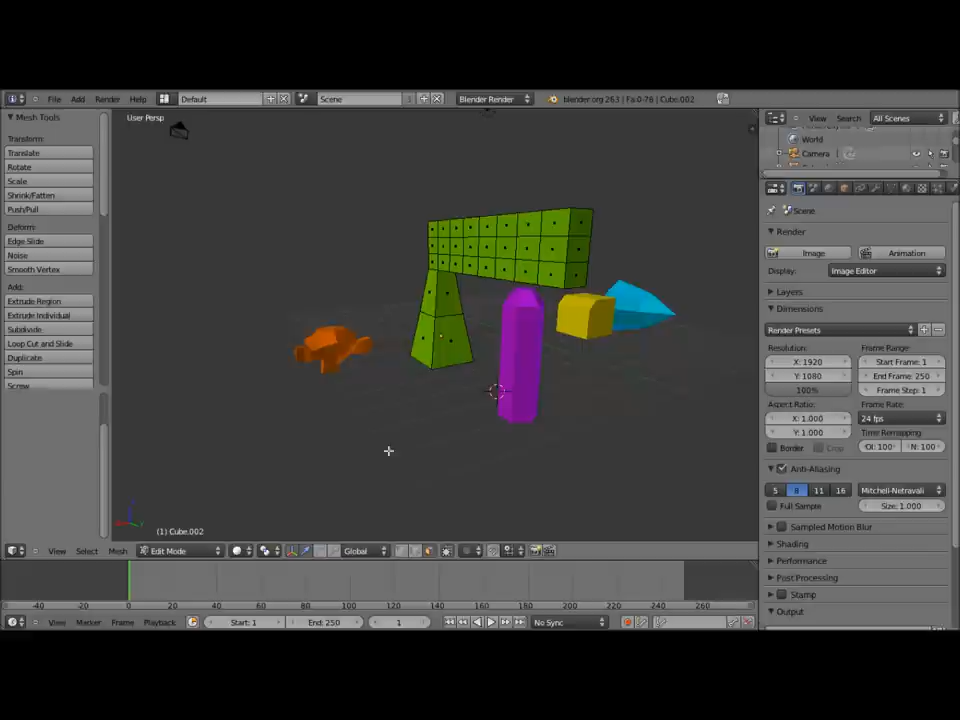 File Add Render Help Default Scene Blender Render blender.org 263 | Fa:0-76 | Cube.002
Mesh Tools
Transform:
Translate
Rotate
Scale
Shrink/Fatten
Push/Pull
Deform:
Edge Slide
Noise
Smooth Vertex
Add:
Extrude Region
Extrude Individual
Subdivide
Loop Cut and Slide
Duplicate
Spin
Screw
User Persp
(1) Cube.002
View Search All Scenes
World
Camera
Scene
Render
Image Animation
Display: Image Editor
Layers
Dimensions
Render Presets
Resolution: Frame Range:
X: 1920 Start Frame: 1
Y: 1080 End Frame: 250
100% Frame Step: 1
Aspect Ratio: Frame Rate:
X: 1.000 24 fps
Y: 1.000 Time Remapping
Border Crop Ol: 100 N: 100
Anti-Aliasing
5 8 11 16 Mitchell-Netravali
Full Sample Size: 1.000
Sampled Motion Blur
Shading
Performance
Post Processing
Stamp
Output
View Select Mesh Edit Mode Global
-40 -20 0 20 40 60 80 100 120 140 160 180 200 220 240 260
View Marker Frame Playback Start: 1 End: 250 1 No Sync